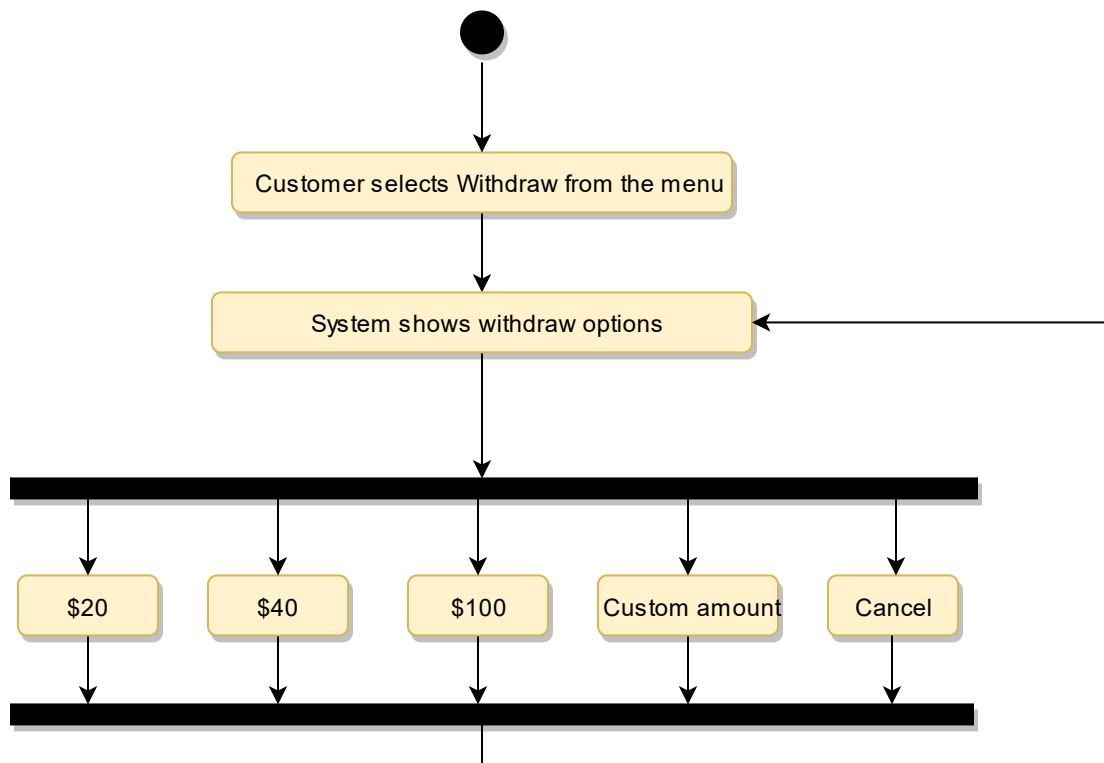 Customer selects Withdraw from the menu
System shows withdraw options
$20
$40
$100
Custom amount
Cancel